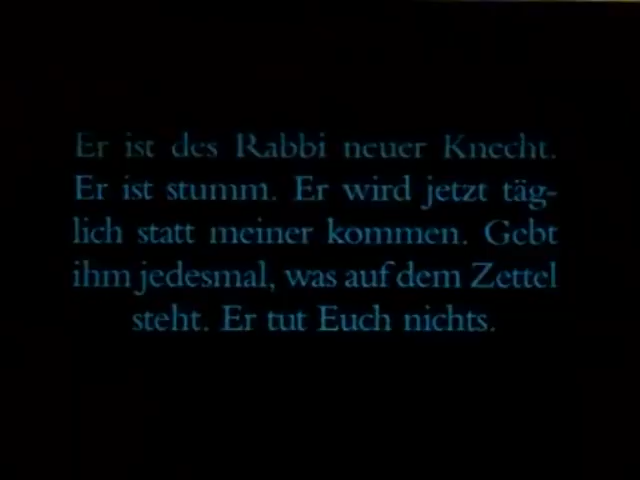 Er ist des Rabbi neuer Knecht.
Er ist stumm. Er wird jetzt täg-
lich statt meiner kommen. Gebt
ihm jedesmal, was auf dem Zettel
steht. Er tut Euch nichts.